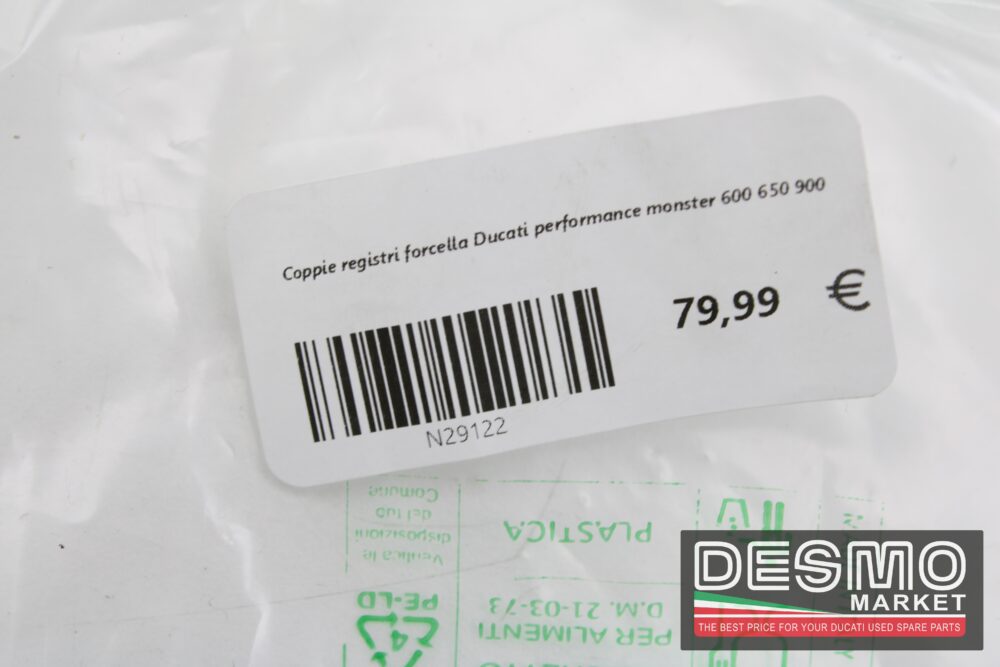 Coppie registri forcella Ducati performance monster 600 650 900
79,99 €
N29122
Comune
del tuo
disposizioni
Verifica le
PLASTICA
PE-LD
4
D.M. 21-03-73
PER ALIMENTI
DESMO
MARKET
THE BEST PRICE FOR YOUR DUCATI USED SPARE PARTS